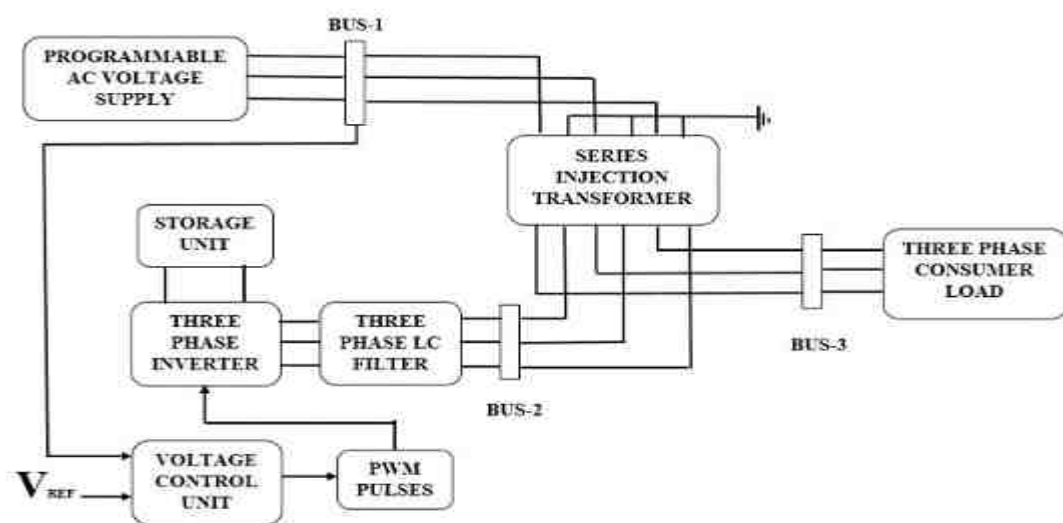 BUS-1
PROGRAMMABLE
AC VOLTAGE
SUPPLY
SERIES
INJECTION
TRANSFORMER
STORAGE
UNIT
THREE PHASE
CONSUMER
LOAD
THREE
PHASE
INVERTER
THREE
PHASE LC
FILTER
BUS-3
BUS-2
VOLTAGE
CONTROL
UNIT
PWM
PULSES
VREF